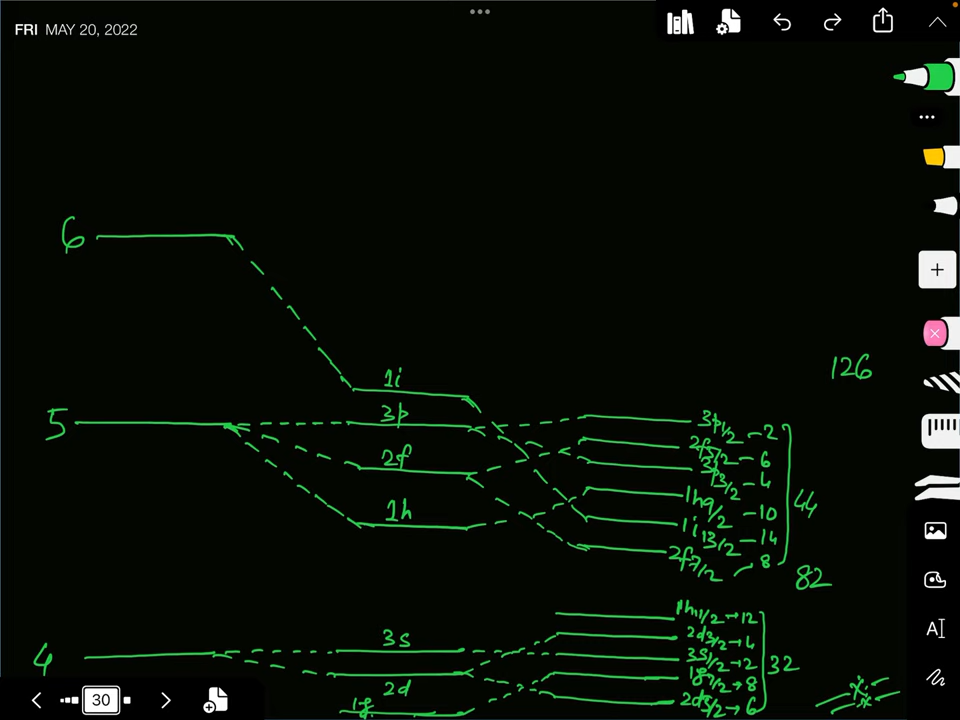 FRI MAY 20, 2022
6
1i
126
5
3p
3p1/2 - 2
2f5/2 - 6
2f
3p3/2 - 4
1h9/2 - 10
44
1h
1i13/2 - 14
2f7/2 - 8
82
1h11/2 → 12
2d3/2 → 4
4
3s
3s1/2 → 2
32
1g7/2 → 8
2d
2d5/2 → 6
1g
30
A